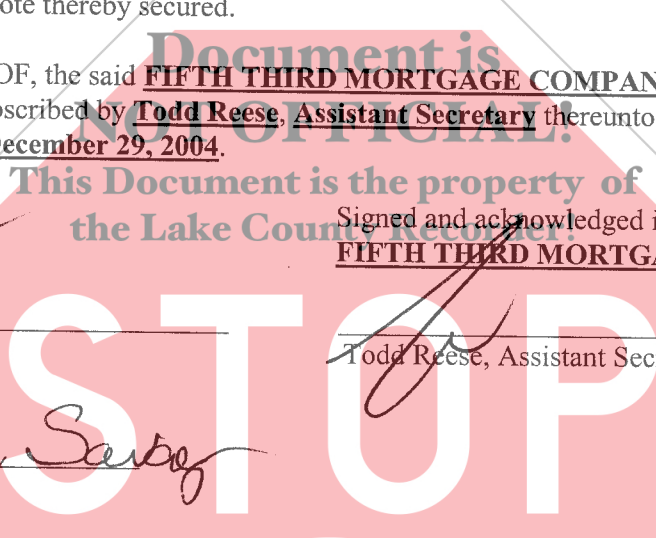 ote thereby secured.
Document is
OF, the said FIFTH THIRD MORTGAGE COMPAN
oscribed by Todd Reese, Assistant Secretary thereunto
NOT OFFICIAL!
ecember 29, 2004.
This Document is the property of
the Lake County Recorder!
Signed and acknowledged i
FIFTH THIRD MORTGA
STOP
Todd Reese, Assistant Sec